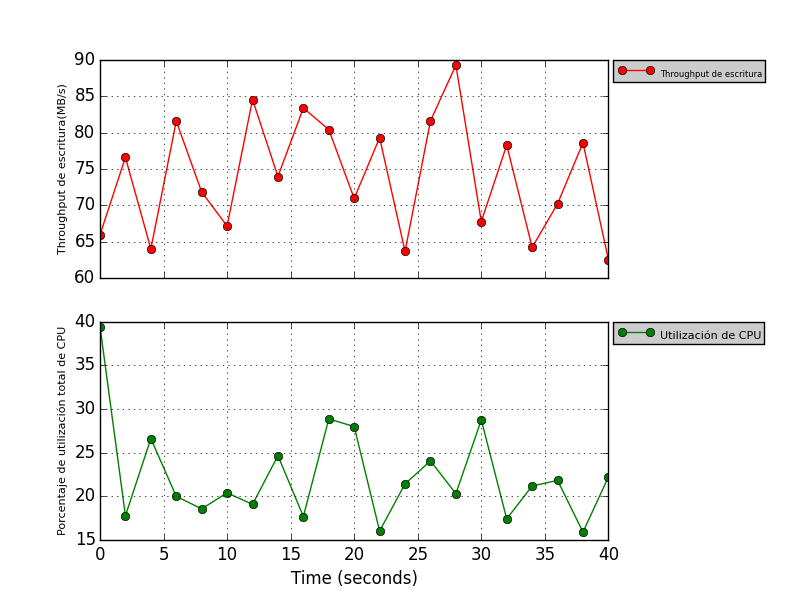 90
85
80
75
70
65
60
Throughput de escritura(MB/s)
Throughput de escritura
40
35
30
25
20
15
Porcentaje de utilización total de CPU
Utilización de CPU
0 5 10 15 20 25 30 35 40
Time (seconds)